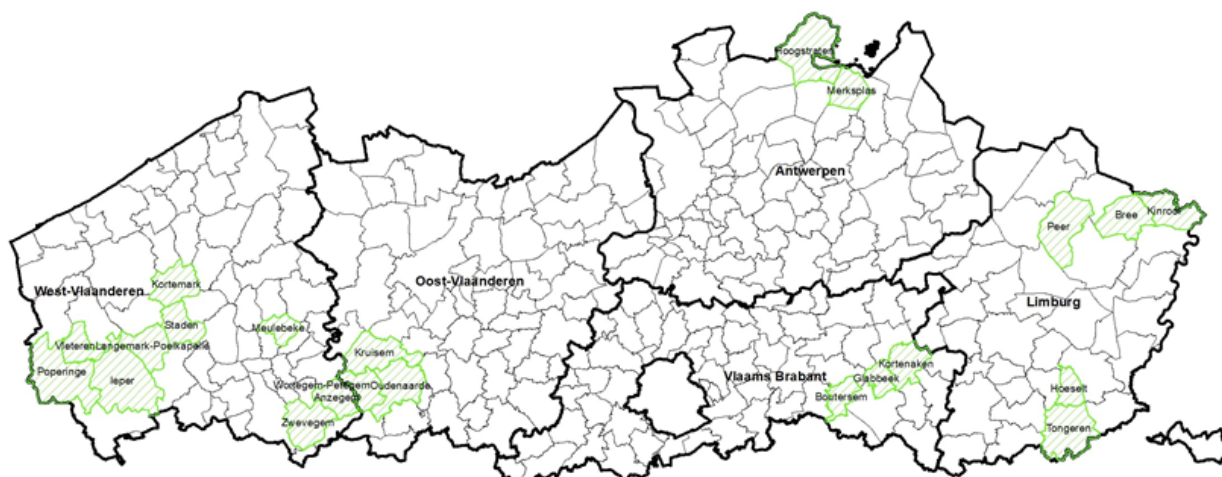 Hoogstraten
Merksplas
Antwerpen
Kinrooi
Bree
Peer
Kortemark
Oost-Vlaanderen
West-Vlaanderen
Limburg
Staden
Meulebeke
Vleteren
Langemark-Poelkapelle
Kruisem
Kortenaken
Poperinge
Ieper
Vlaams Brabant
Glabbeek
Wortegem-Petegem
Oudenaarde
Hoeselt
Anzegem
Boutersem
Zwevegem
Tongeren